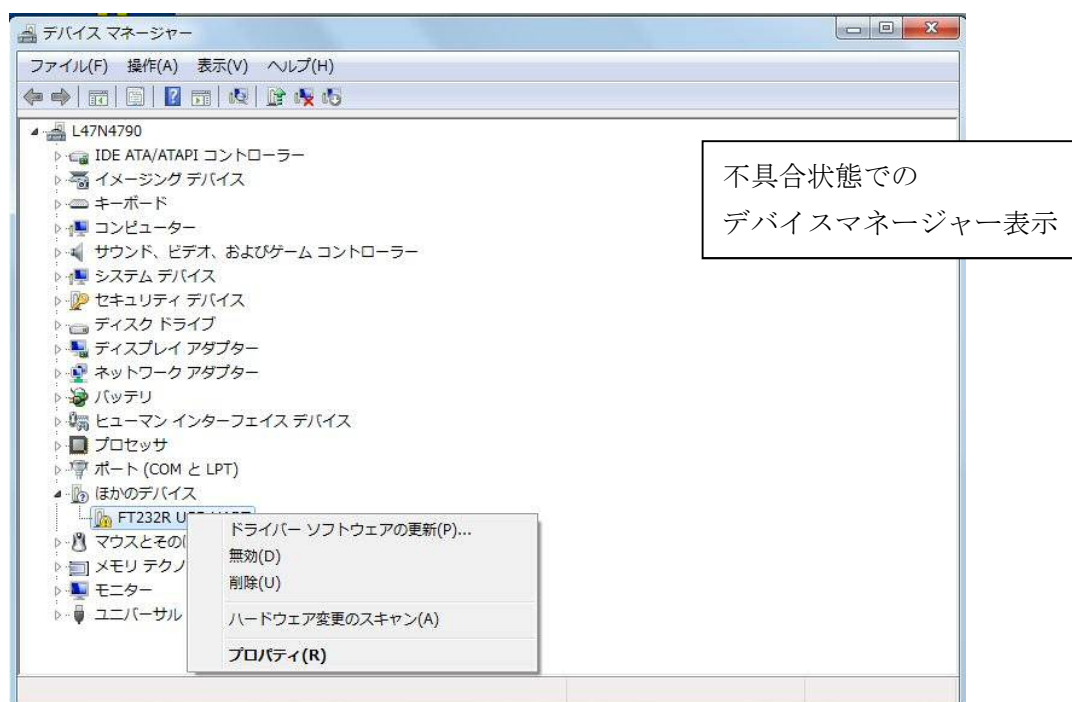 デバイス マネージャー
ファイル(F) 操作(A) 表示(V) ヘルプ(H)
L47N4790
IDE ATA/ATAPI コントローラー
イメージング デバイス
キーボード
コンピューター
サウンド、ビデオ、およびゲーム コントローラー
システム デバイス
セキュリティ デバイス
ディスク ドライブ
ディスプレイ アダプター
ネットワーク アダプター
バッテリ
ヒューマン インターフェイス デバイス
プロセッサ
ポート (COM と LPT)
ほかのデバイス
FT232R
マウスとその
メモリ テクノ
モニター
ユニバーサル
ドライバー ソフトウェアの更新(P)...
無効(D)
削除(U)
ハードウェア変更のスキャン(A)
プロパティ(R)
不具合状態での
デバイスマネージャー表示